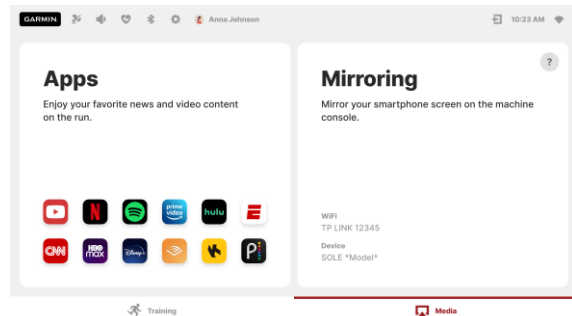 GARMIN Anna Johnson 10:23 AM
Apps
Enjoy your favorite news and video content
on the run.
prime
video
hulu
CNN
HBO
max
Disney+
P
Mirroring
?
Mirror your smartphone screen on the machine
console.
WiFi
TP LINK 12345
Device
SOLE *Model*
Training
Media